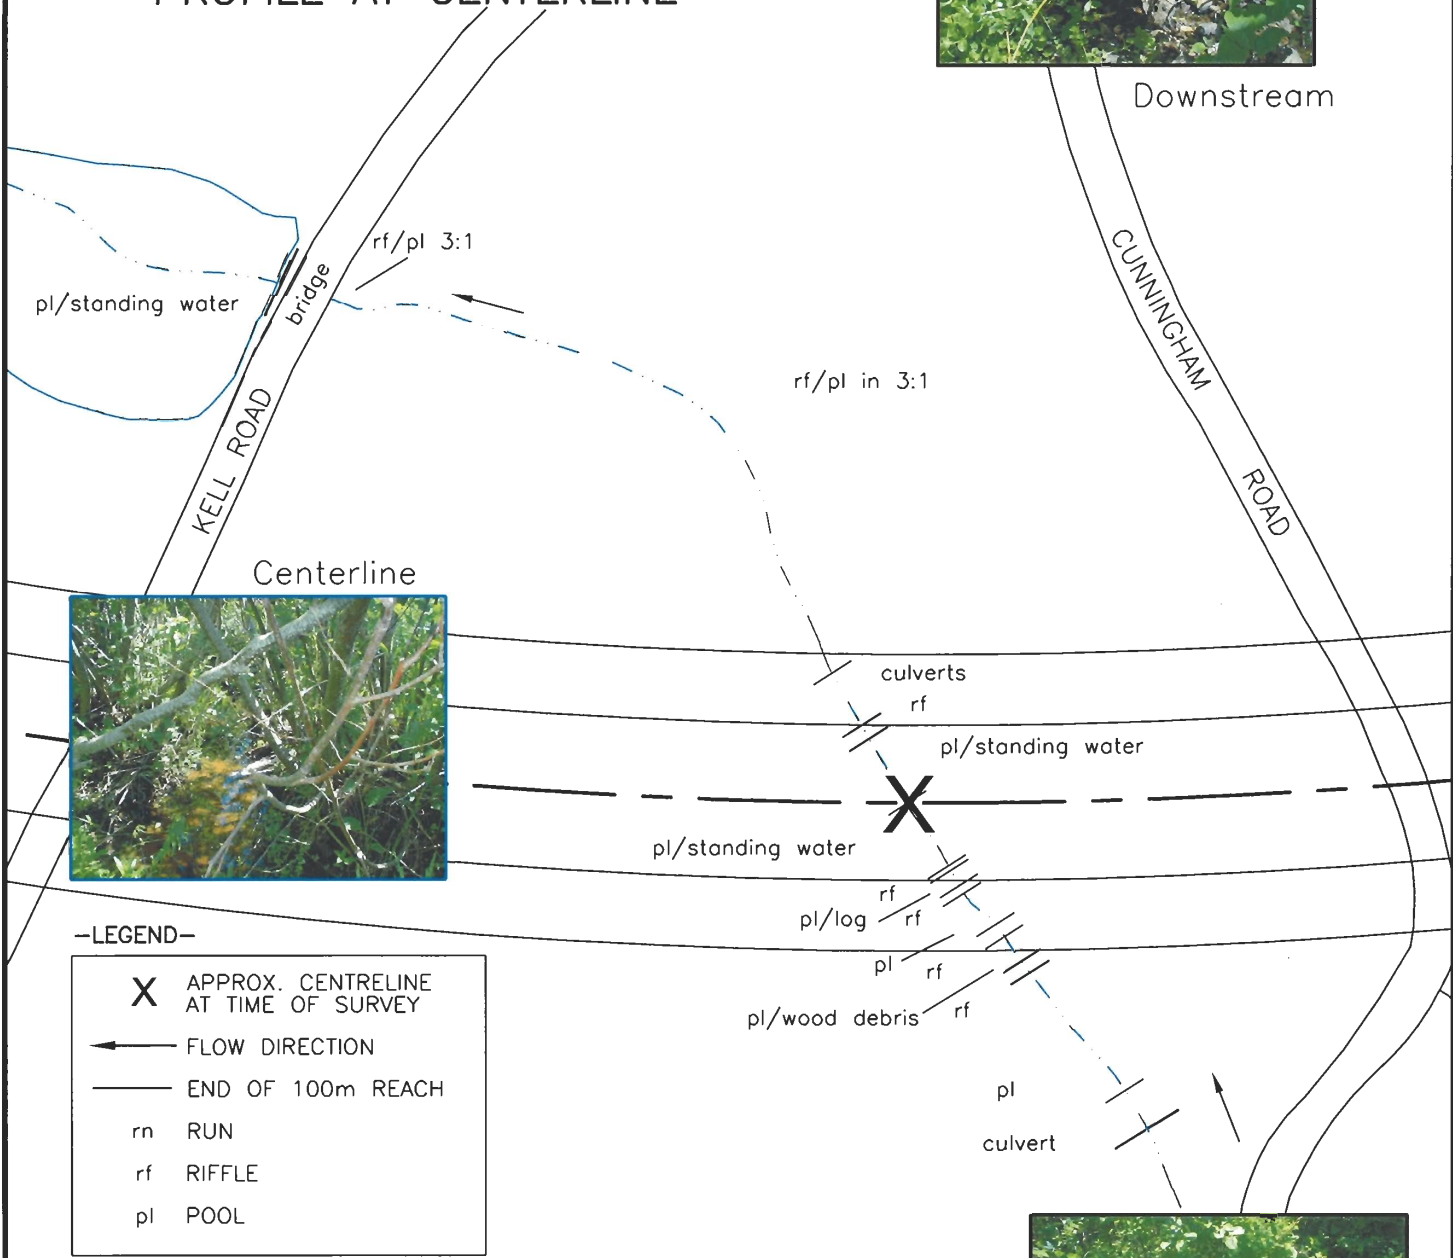 PROFILE AT CENTERLINE
Downstream
rf/pl 3:1
pl/standing water
bridge
CUNNINGHAM
rf/pl in 3:1
KELL ROAD
ROAD
Centerline
culverts
rf
pl/standing water
X
pl/standing water
rf
pl/log
rf
pl
rf
pl/wood debris
rf
pl
culvert
-LEGEND-
X APPROX. CENTRELINE
AT TIME OF SURVEY
FLOW DIRECTION
END OF 100m REACH
rn RUN
rf RIFFLE
pl POOL